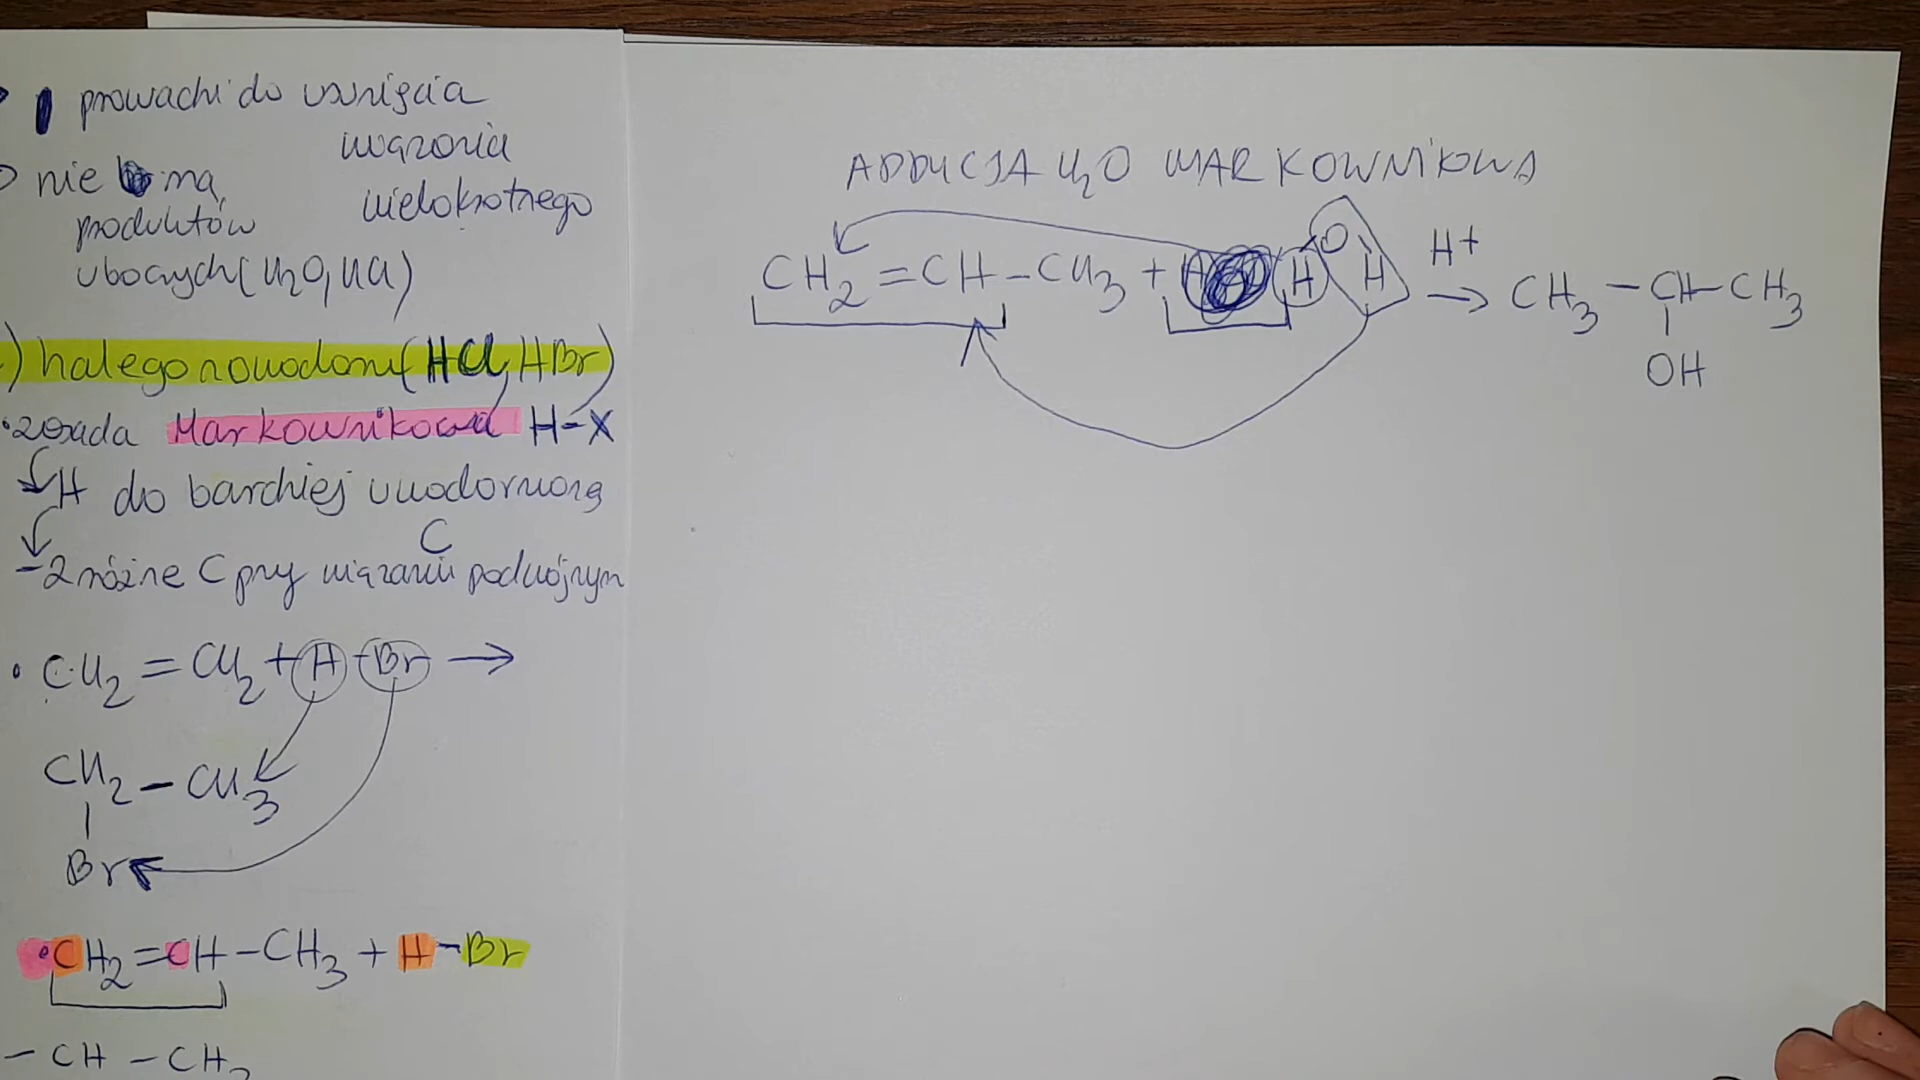 prowadzi do usunięcia
wiązania
wielokrotnego
nie ma
produktów
ubocznych (H2O, HCl)
) halegonowodorny (HCl, HBr)
• zasada Markownikowa H-X
H do bardziej uwodornioną
C
- 2 różne C przy wiązaniu podwójnym
• CH2 = CH2 + H - Br →
CH2 - CH3
|
Br
• CH2 = CH - CH3 + H - Br
- CH - CH3
ADDYCJA H2O MARKOWNIKOWA
CH2 = CH - CH3 + H H O H H+ → CH3 - CH - CH3
|
OH